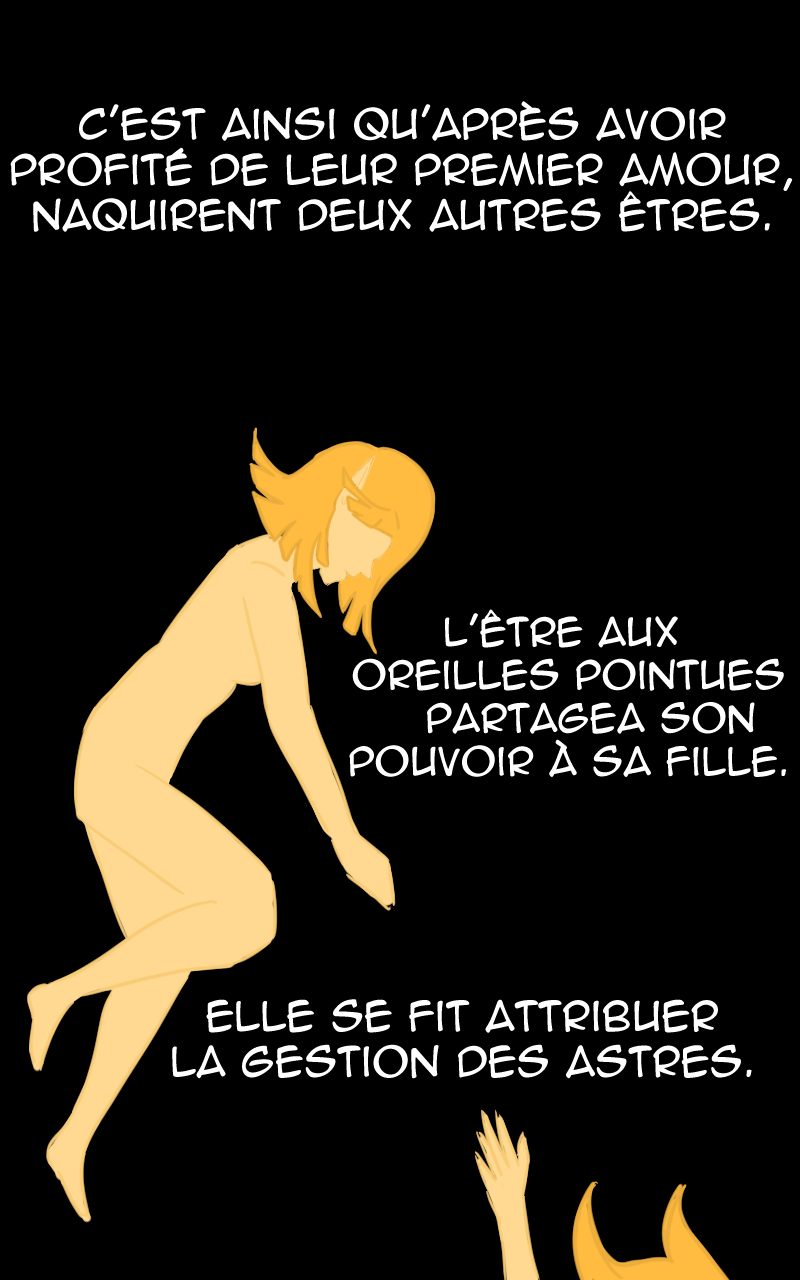 C'EST AINSI QU'APRÈS AVOIR
PROFITÉ DE LEUR PREMIER AMOUR,
NAQUIRENT DEUX AUTRES ÊTRES.
L'ÊTRE AUX
OREILLES POINTUES
PARTAGEA SON
POUVOIR À SA FILLE.
ELLE SE FIT ATTRIBUER
LA GESTION DES ASTRES.